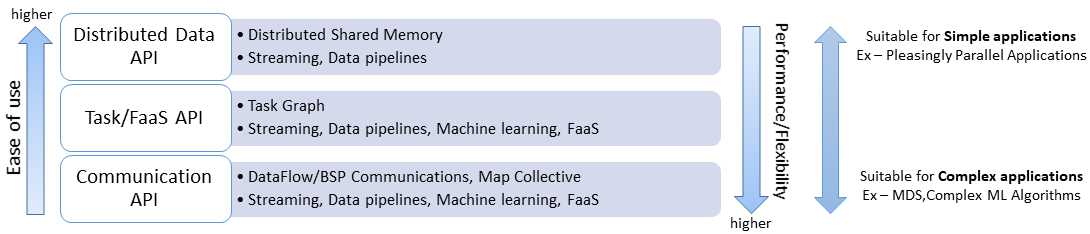 higher
Ease of use
Distributed Data
API
• Distributed Shared Memory
• Streaming, Data pipelines
Task/FaaS API
• Task Graph
• Streaming, Data pipelines, Machine learning, FaaS
Communication
API
• DataFlow/BSP Communications, Map Collective
• Streaming, Data pipelines, Machine learning, FaaS
Performance/Flexibility
higher
Suitable for Simple applications
Ex – Pleasingly Parallel Applications
Suitable for Complex applications
Ex – MDS,Complex ML Algorithms